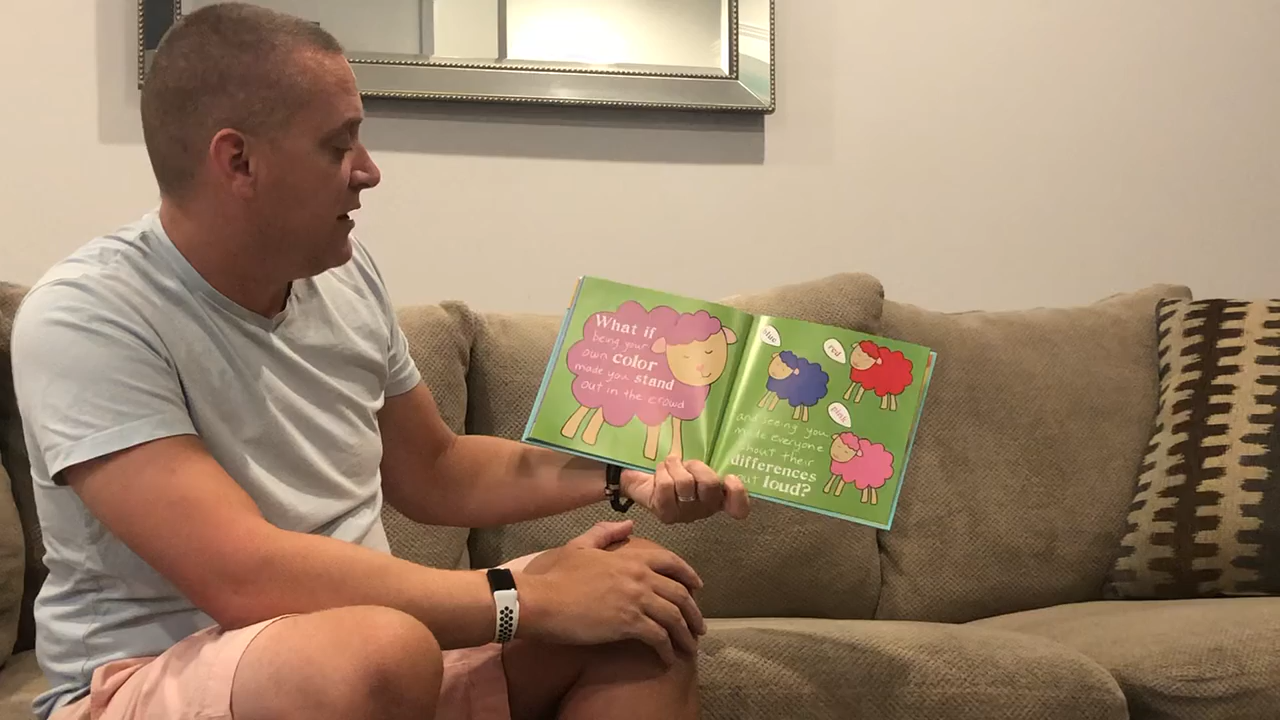 What if
being your
own color
made you stand
out in the crowd
blue
red
pink
and seeing you
made everyone
shout their
differences
out loud?